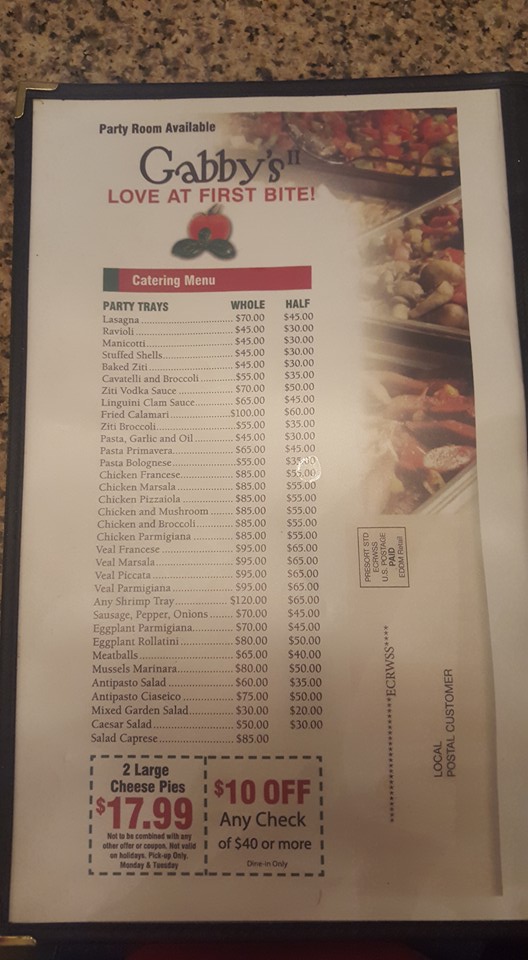 Party Room Available
Gabby's II
LOVE AT FIRST BITE!
Catering Menu
PARTY TRAYS WHOLE HALF
Lasagna $70.00 $45.00
Ravioli $45.00 $30.00
Manicotti $45.00 $30.00
Stuffed Shells $45.00 $30.00
Baked Ziti $45.00 $30.00
Cavatelli and Broccoli $55.00 $35.00
Ziti Vodka Sauce $70.00 $50.00
Linguini Clam Sauce $65.00 $45.00
Fried Calamari $100.00 $60.00
Ziti Broccoli $55.00 $35.00
Pasta, Garlic and Oil $45.00 $30.00
Pasta Primavera $65.00 $45.00
Pasta Bolognese $55.00 $35.00
Chicken Francese $85.00 $55.00
Chicken Marsala $85.00 $55.00
Chicken Pizzaiola $85.00 $55.00
Chicken and Mushroom $85.00 $55.00
Chicken and Broccoli $85.00 $55.00
Chicken Parmigiana $85.00 $55.00
Veal Francese $95.00 $65.00
Veal Marsala $95.00 $65.00
Veal Piccata $95.00 $65.00
Veal Parmigiana $95.00 $65.00
Any Shrimp Tray $120.00 $65.00
Sausage, Pepper, Onions $70.00 $45.00
Eggplant Parmigiana $70.00 $45.00
Eggplant Rollatini $80.00 $50.00
Meatballs $65.00 $40.00
Mussels Marinara $80.00 $50.00
Antipasto Salad $60.00 $35.00
Antipasto Ciaseico $75.00 $50.00
Mixed Garden Salad $30.00 $20.00
Caesar Salad $50.00 $30.00
Salad Caprese $85.00
2 Large
Cheese Pies
$17.99
Not to be combined with any
other offer or coupon. Not valid
on holidays. Pick-up Only.
Monday & Tuesday
$10 OFF
Any Check
of $40 or more
Dine-in Only
PRESORT STD
ECRWSS
U.S. POSTAGE
PAID
EDDM Retail
****************ECRWSS****
LOCAL
POSTAL CUSTOMER